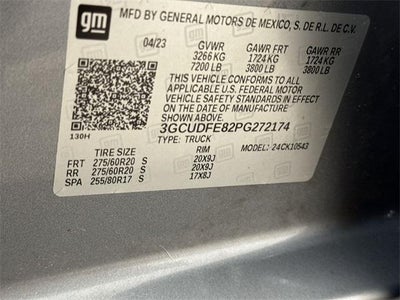 gm
MFD BY GENERAL MOTORS DE MEXICO, S. DE R.L. DE C.V.
04/23 GVWR GAWR FRT GAWR RR
3266KG 1724KG 1724KG
7200 LB 3800 LB 3800 LB
THIS VEHICLE CONFORMS TO ALL
APPLICABLE U.S. FEDERAL MOTOR
VEHICLE SAFETY STANDARDS IN EFFECT
ON THE DATE OF MANUFACTURE
SHOWN ABOVE.
130H 3GCUDFE82PG272174
TYPE: TRUCK MODEL: 24CK10543
TIRE SIZE RIM
FRT 275/60R20 S 20X9J
RR 275/60R20 S 20X9J
SPA 255/80R17 S 17X8J